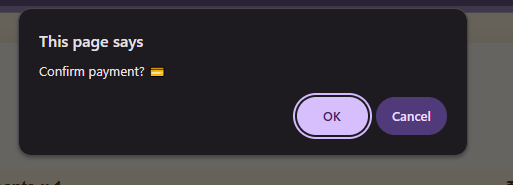 This page says
Confirm payment? 💳
OK
Cancel